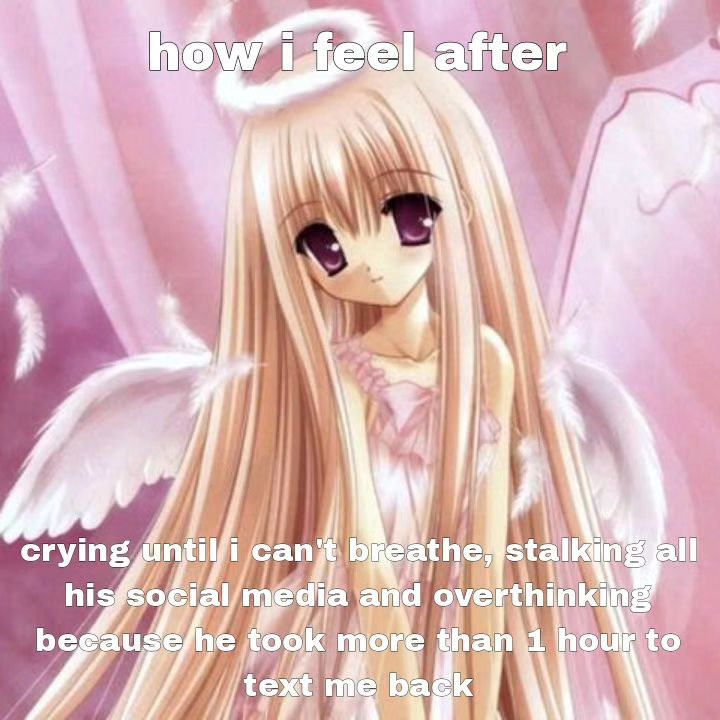 how i feel after
crying until i can't breathe, stalking all
his social media and overthinking
because he took more than 1 hour to
text me back